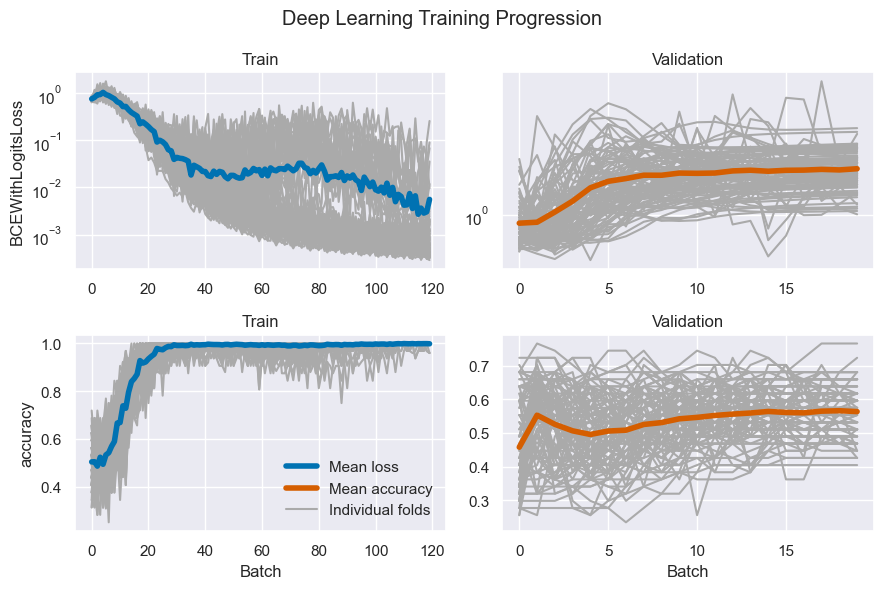 Deep Learning Training Progression
Train
Validation
BCEWithLogitsLoss
10⁰
10⁻¹
10⁻²
10⁻³
0 20 40 60 80 100 120
10⁰
0 5 10 15
Train
Validation
accuracy
1.0
0.8
0.6
0.4
Mean loss
Mean accuracy
Individual folds
0 20 40 60 80 100 120
Batch
0.7
0.6
0.5
0.4
0.3
0 5 10 15
Batch